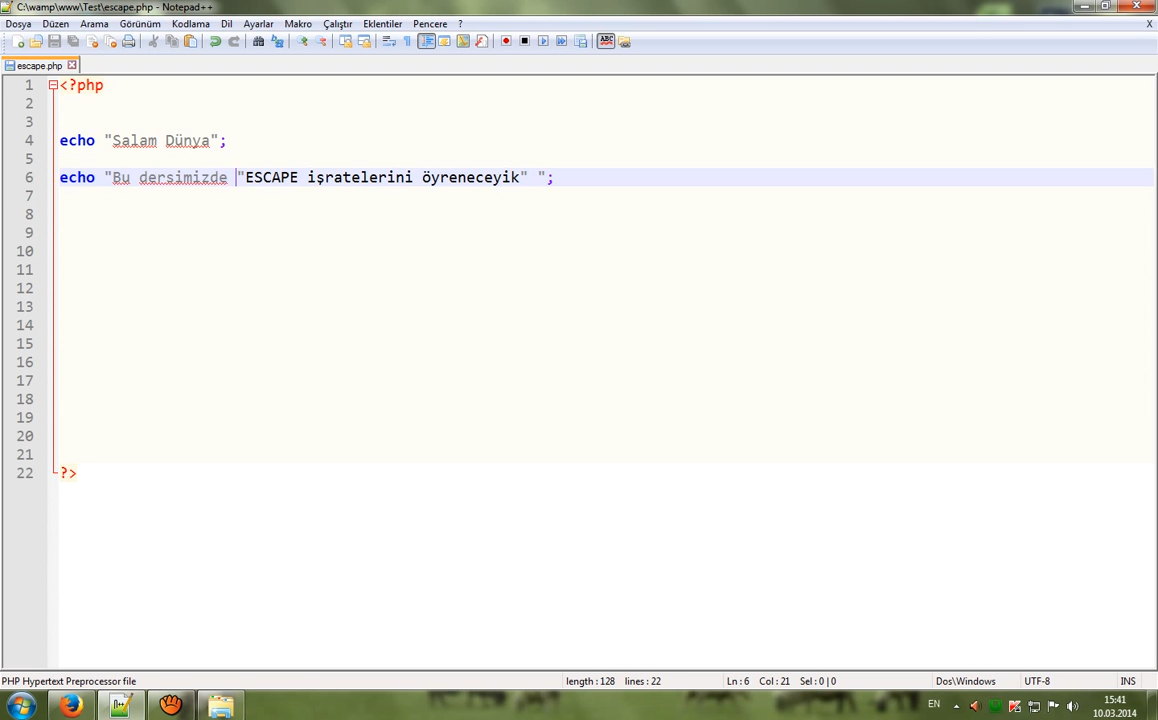 C:\wamp\www\Test\escape.php - Notepad++
Dosya Düzen Arama Görünüm Kodlama Dil Ayarlar Makro Çalıştır Eklentiler Pencere ? X
escape.php
1 <?php
2
3
4 echo "Salam Dünya";
5
6 echo "Bu dersimizde "ESCAPE işratelerini öyreneceyik" ";
7
8
9
10
11
12
13
14
15
16
17
18
19
20
21
22 ?>
PHP Hypertext Preprocessor file length : 128 lines : 22 Ln : 6 Col : 21 Sel : 0 | 0 Dos\Windows UTF-8 INS
EN 15:41
10.03.2014